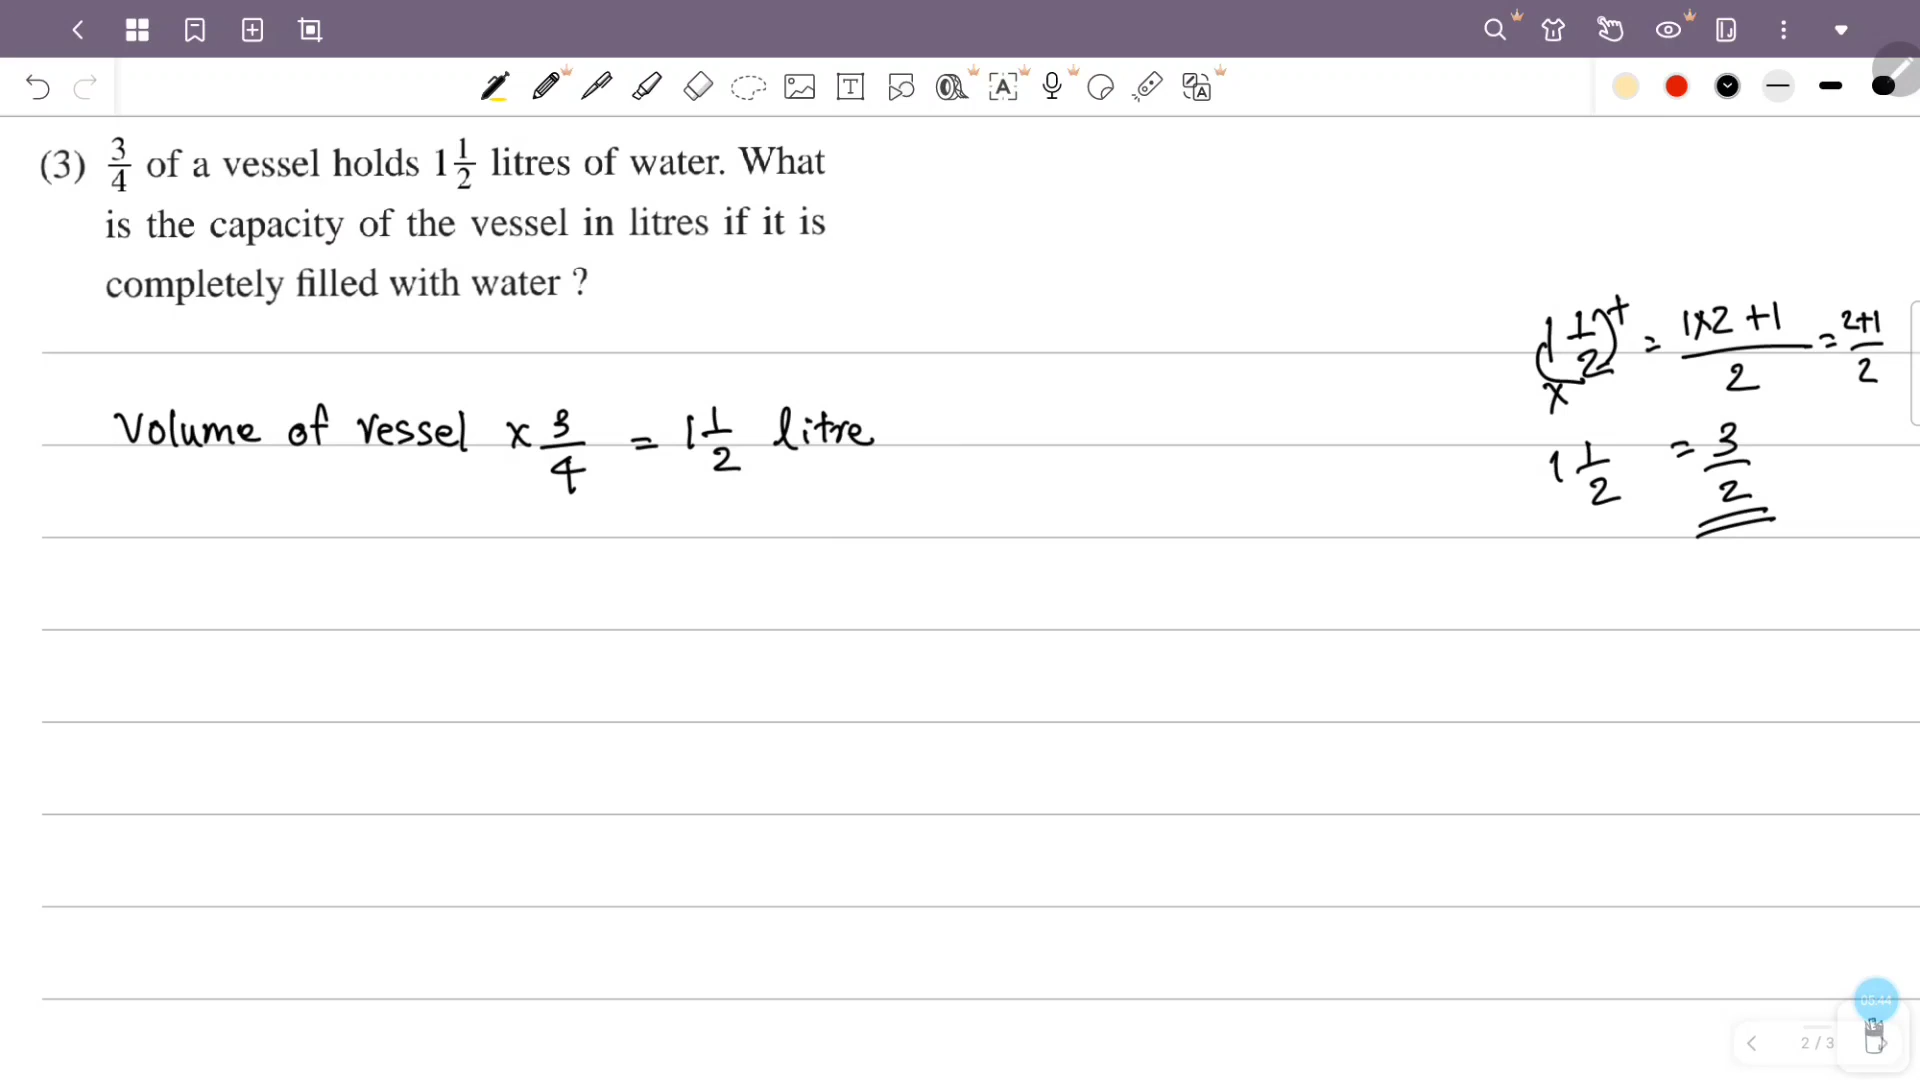 (3) 3/4 of a vessel holds 1 1/2 litres of water. What
is the capacity of the vessel in litres if it is
completely filled with water ?
(1 1/2)+ = 1x2 +1 / 2 = 2+1 / 2
x
Volume of vessel x 3/4 = 1 1/2 litre
1 1/2 = 3/2
05:44
2 / 3